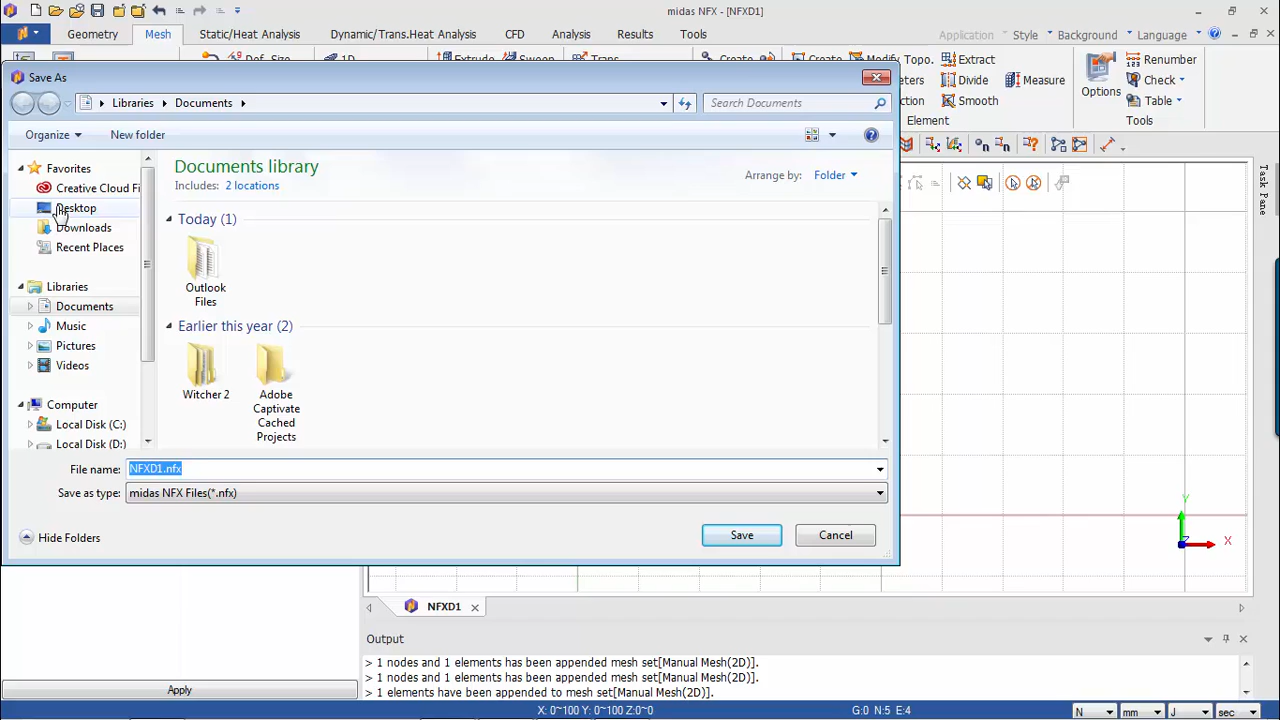 midas NFX - [NFXD1]
Geometry Mesh Static/Heat Analysis Dynamic/Trans.Heat Analysis CFD Analysis Results Tools Application Style Background Language
Save As
Extract Renumber
Divide Measure Check
Smooth Options Table
Element Tools
Libraries Documents Search Documents
Organize New folder
Favorites
Creative Cloud Fi
Desktop
Downloads
Recent Places
Libraries
Documents
Music
Pictures
Videos
Computer
Local Disk (C:)
Local Disk (D:)
Documents library
Includes: 2 locations
Arrange by: Folder
Today (1)
Outlook
Files
Earlier this year (2)
Witcher 2
Adobe
Captivate
Cached
Projects
File name: NFXD1.nfx
Save as type: midas NFX Files(*.nfx)
Hide Folders Save Cancel
Task Pane
Y
Z
X
NFXD1
Output
> 1 nodes and 1 elements has been appended mesh set[Manual Mesh(2D)].
> 1 nodes and 1 elements has been appended mesh set[Manual Mesh(2D)].
> 1 elements have been appended to mesh set[Manual Mesh(2D)].
Apply
X: 0~100 Y: 0~100 Z:0~0 G:0 N:5 E:4 N mm J sec